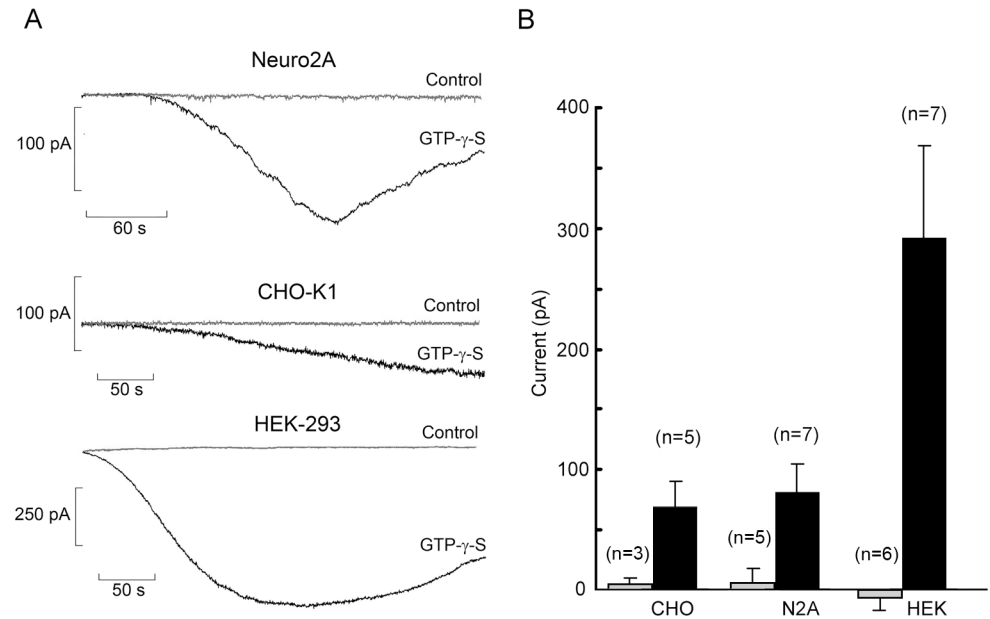 A
Neuro2A
Control
100 pA
GTP-γ-S
60 s
CHO-K1
100 pA
Control
GTP-γ-S
50 s
HEK-293
Control
250 pA
GTP-γ-S
50 s
B
Current (pA)
400
300
200
100
0
(n=3)
(n=5)
(n=5)
(n=7)
(n=6)
(n=7)
CHO
N2A
HEK